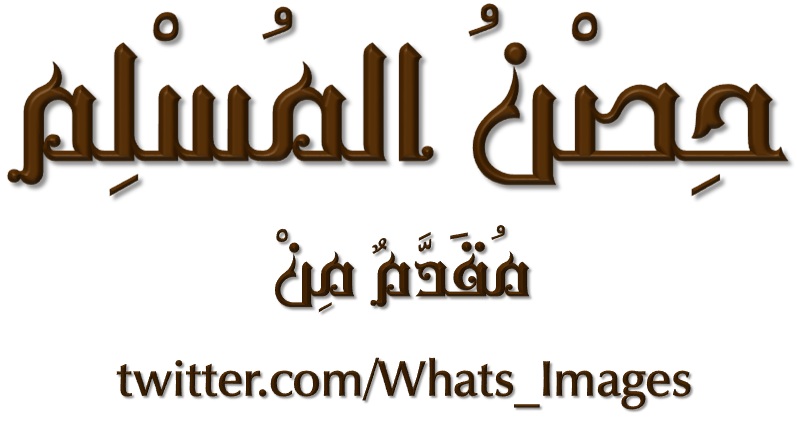 حِصْنُ المُسْلِم
مُقَدَّمٌ مِنْ
twitter.com/Whats_Images